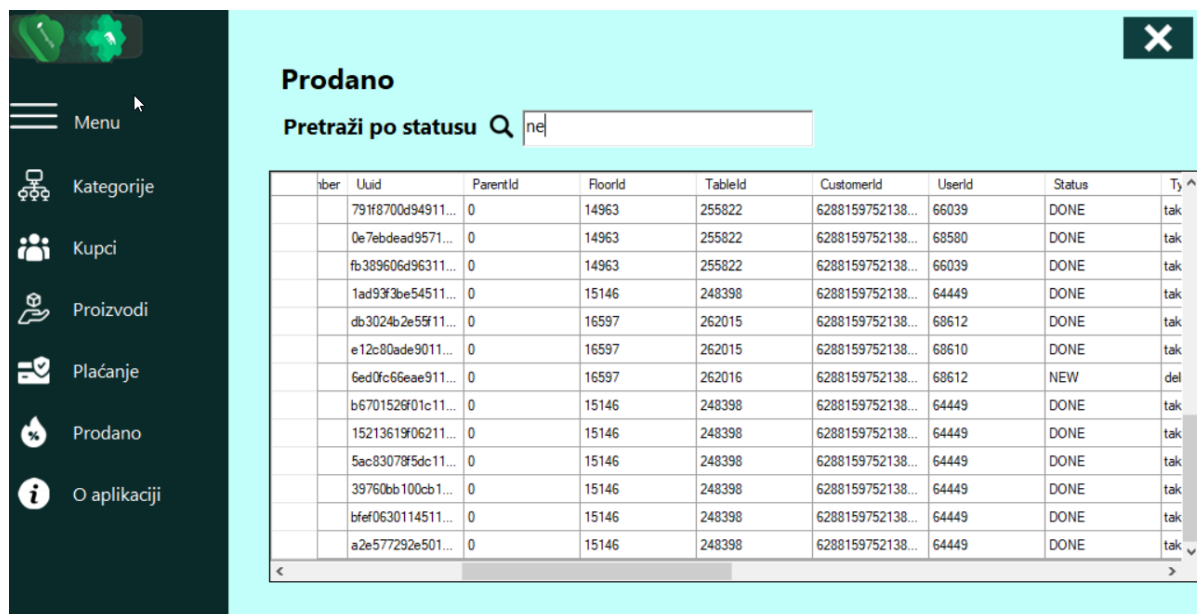 Menu
Kategorije
Kupci
Proizvodi
Plaćanje
Prodano
O aplikaciji
Prodano
Pretraži po statusu ne
nber Uuid ParentId FloorId TableId CustomerId UserId Status Ty
791f8700d94911... 0 14963 255822 6288159752138... 66039 DONE tak
0e7ebdead9571... 0 14963 255822 6288159752138... 68580 DONE tak
fb389606d96311... 0 14963 255822 6288159752138... 66039 DONE tak
1ad93f3be54511... 0 15146 248398 6288159752138... 64449 DONE tak
db3024b2e55f11... 0 16597 262015 6288159752138... 68612 DONE tak
e12c80ade9011... 0 16597 262015 6288159752138... 68610 DONE tak
6ed0fc66eae911... 0 16597 262016 6288159752138... 68612 NEW del
b6701526f01c11... 0 15146 248398 6288159752138... 64449 DONE tak
15213619f06211... 0 15146 248398 6288159752138... 64449 DONE tak
5ac83078f5dc11... 0 15146 248398 6288159752138... 64449 DONE tak
39760bb100cb1... 0 15146 248398 6288159752138... 64449 DONE tak
bfef0630114511... 0 15146 248398 6288159752138... 64449 DONE tak
a2e577292e501... 0 15146 248398 6288159752138... 64449 DONE tak